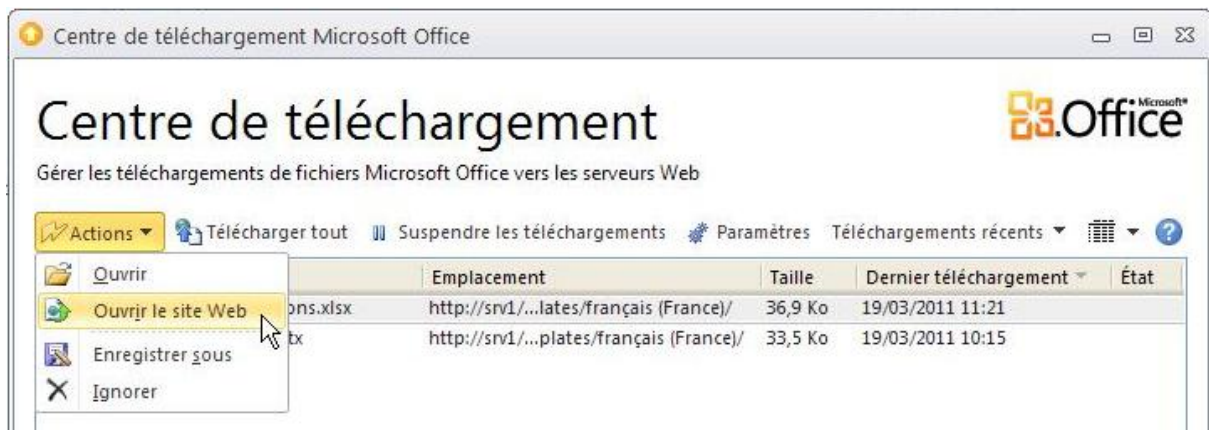 Centre de téléchargement Microsoft Office
Centre de téléchargement
Microsoft®
Office
Gérer les téléchargements de fichiers Microsoft Office vers les serveurs Web
Actions Télécharger tout Suspendre les téléchargements Paramètres Téléchargements récents ?
Ouvrir Emplacement Taille Dernier téléchargement État
Ouvrir le site Web ons.xlsx http://srv1/...lates/français (France)/ 36,9 Ko 19/03/2011 11:21
tx http://srv1/...plates/français (France)/ 33,5 Ko 19/03/2011 10:15
Enregistrer sous
Ignorer